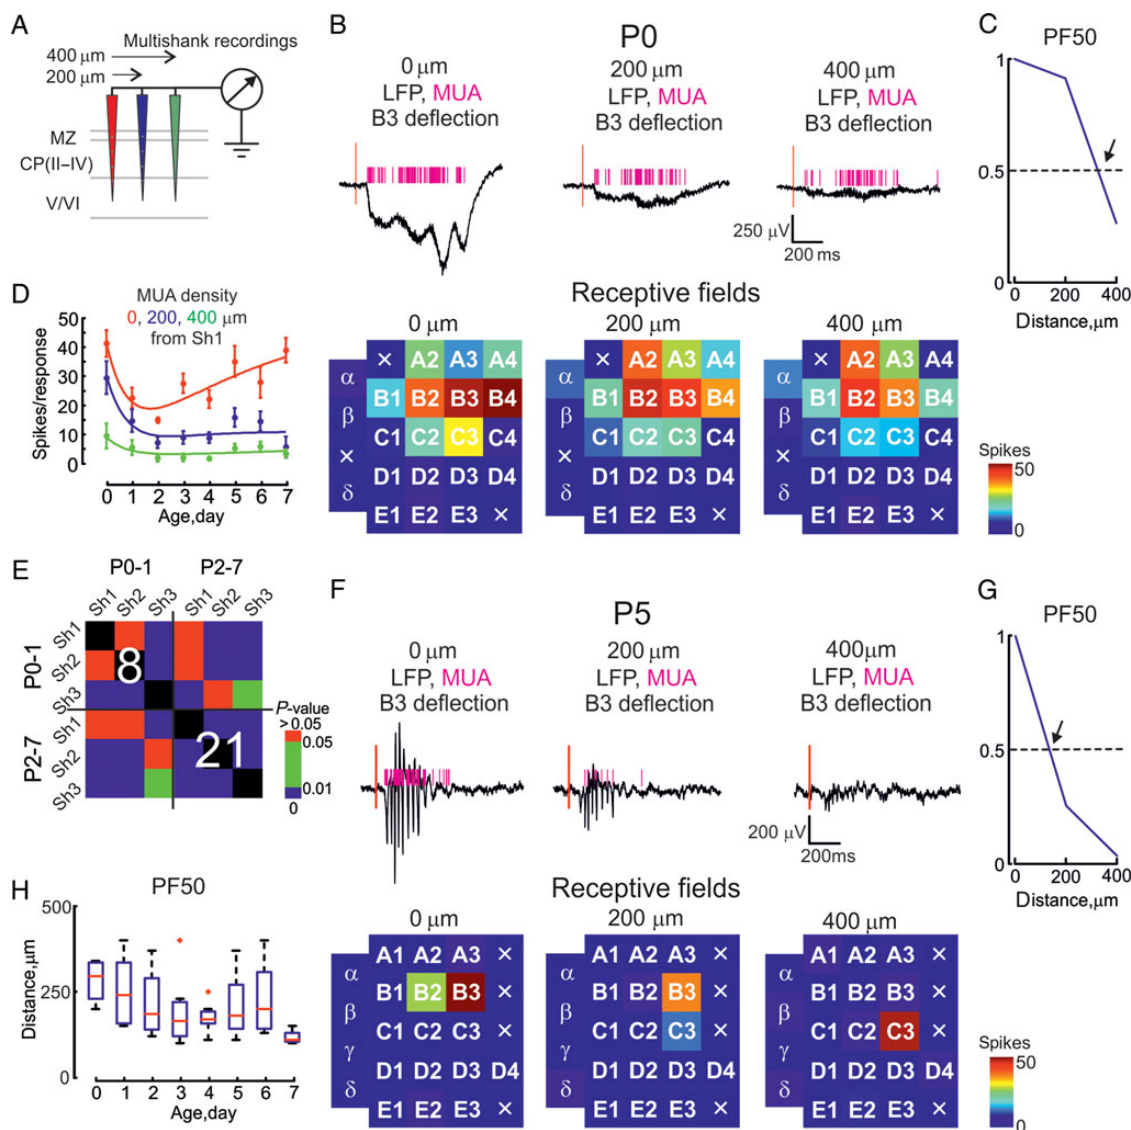 A
Multishank recordings
400 μm
200 μm
MZ
CP(II–IV)
V/VI
B
P0
0 μm
LFP, MUA
B3 deflection
200 μm
LFP, MUA
B3 deflection
400 μm
LFP, MUA
B3 deflection
250 μV
200 ms
C
PF50
1
0.5
0
0 200 400
Distance,μm
D
MUA density
0, 200, 400 μm
from Sh1
Spikes/response
50
40
30
20
10
0
0 1 2 3 4 5 6 7
Age,day
Receptive fields
0 μm
α
β
×
δ
× A2 A3 A4
B1 B2 B3 B4
C1 C2 C3 C4
D1 D2 D3 D4
E1 E2 E3 ×
200 μm
α
β
×
δ
× A2 A3 A4
B1 B2 B3 B4
C1 C2 C3 C4
D1 D2 D3 D4
E1 E2 E3 ×
400 μm
α
β
×
δ
× A2 A3 A4
B1 B2 B3 B4
C1 C2 C3 C4
D1 D2 D3 D4
E1 E2 E3 ×
Spikes
50
0
E
P0-1 P2-7
Sh1 Sh2 Sh3 Sh1 Sh2 Sh3
P0-1
Sh1
Sh2
Sh3
P2-7
Sh1
Sh2
Sh3
8
21
P-value
>0.05
0.05
0.01
0
F
P5
0 μm
LFP, MUA
B3 deflection
200 μm
LFP, MUA
B3 deflection
400μm
LFP, MUA
B3 deflection
200 μV
200ms
G
PF50
1
0.5
0
0 200 400
Distance,μm
H
PF50
Distance,μm
500
250
0
0 1 2 3 4 5 6 7
Age,day
Receptive fields
0 μm
α
β
γ
δ
A1 A2 A3 ×
B1 B2 B3 ×
C1 C2 C3 ×
D1 D2 D3 D4
E1 E2 E3 ×
200 μm
α
β
γ
δ
A1 A2 A3 ×
B1 B2 B3 ×
C1 C2 C3 ×
D1 D2 D3 D4
E1 E2 E3 ×
400 μm
α
β
γ
δ
A1 A2 A3 ×
B1 B2 B3 ×
C1 C2 C3 ×
D1 D2 D3 D4
E1 E2 E3 ×
Spikes
50
0